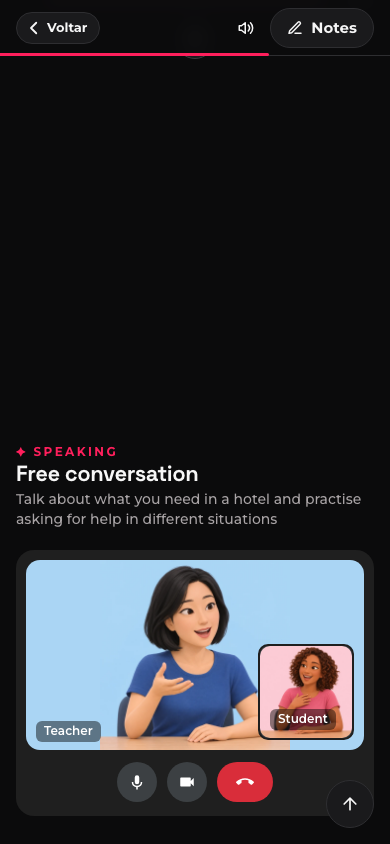 Voltar
Notes
SPEAKING
Free conversation
Talk about what you need in a hotel and practise
asking for help in different situations
Teacher
Student